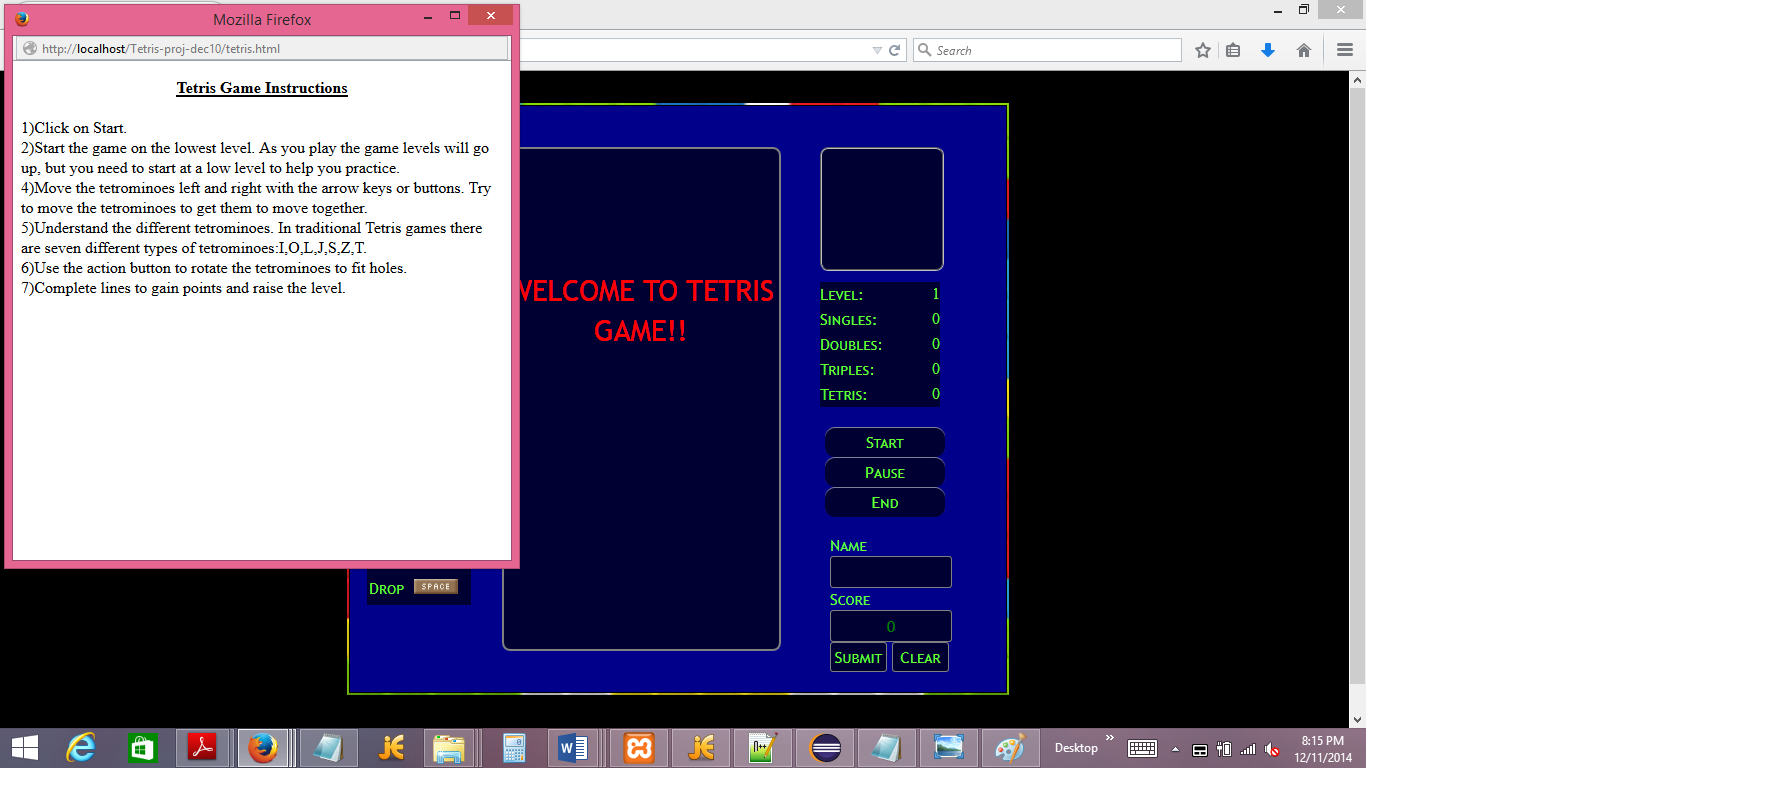 Mozilla Firefox
http://localhost/Tetris-proj-dec10/tetris.html
Tetris Game Instructions
1)Click on Start.
2)Start the game on the lowest level. As you play the game levels will go
up, but you need to start at a low level to help you practice.
4)Move the tetrominoes left and right with the arrow keys or buttons. Try
to move the tetrominoes to get them to move together.
5)Understand the different tetrominoes. In traditional Tetris games there
are seven different types of tetrominoes:I,O,L,J,S,Z,T.
6)Use the action button to rotate the tetrominoes to fit holes.
7)Complete lines to gain points and raise the level.
Search
WELCOME TO TETRIS
GAME!!
LEVEL: 1
SINGLES: 0
DOUBLES: 0
TRIPLES: 0
TETRIS: 0
START
PAUSE
END
NAME
SCORE
0
SUBMIT CLEAR
DROP SPACE
Desktop
8:15 PM
12/11/2014